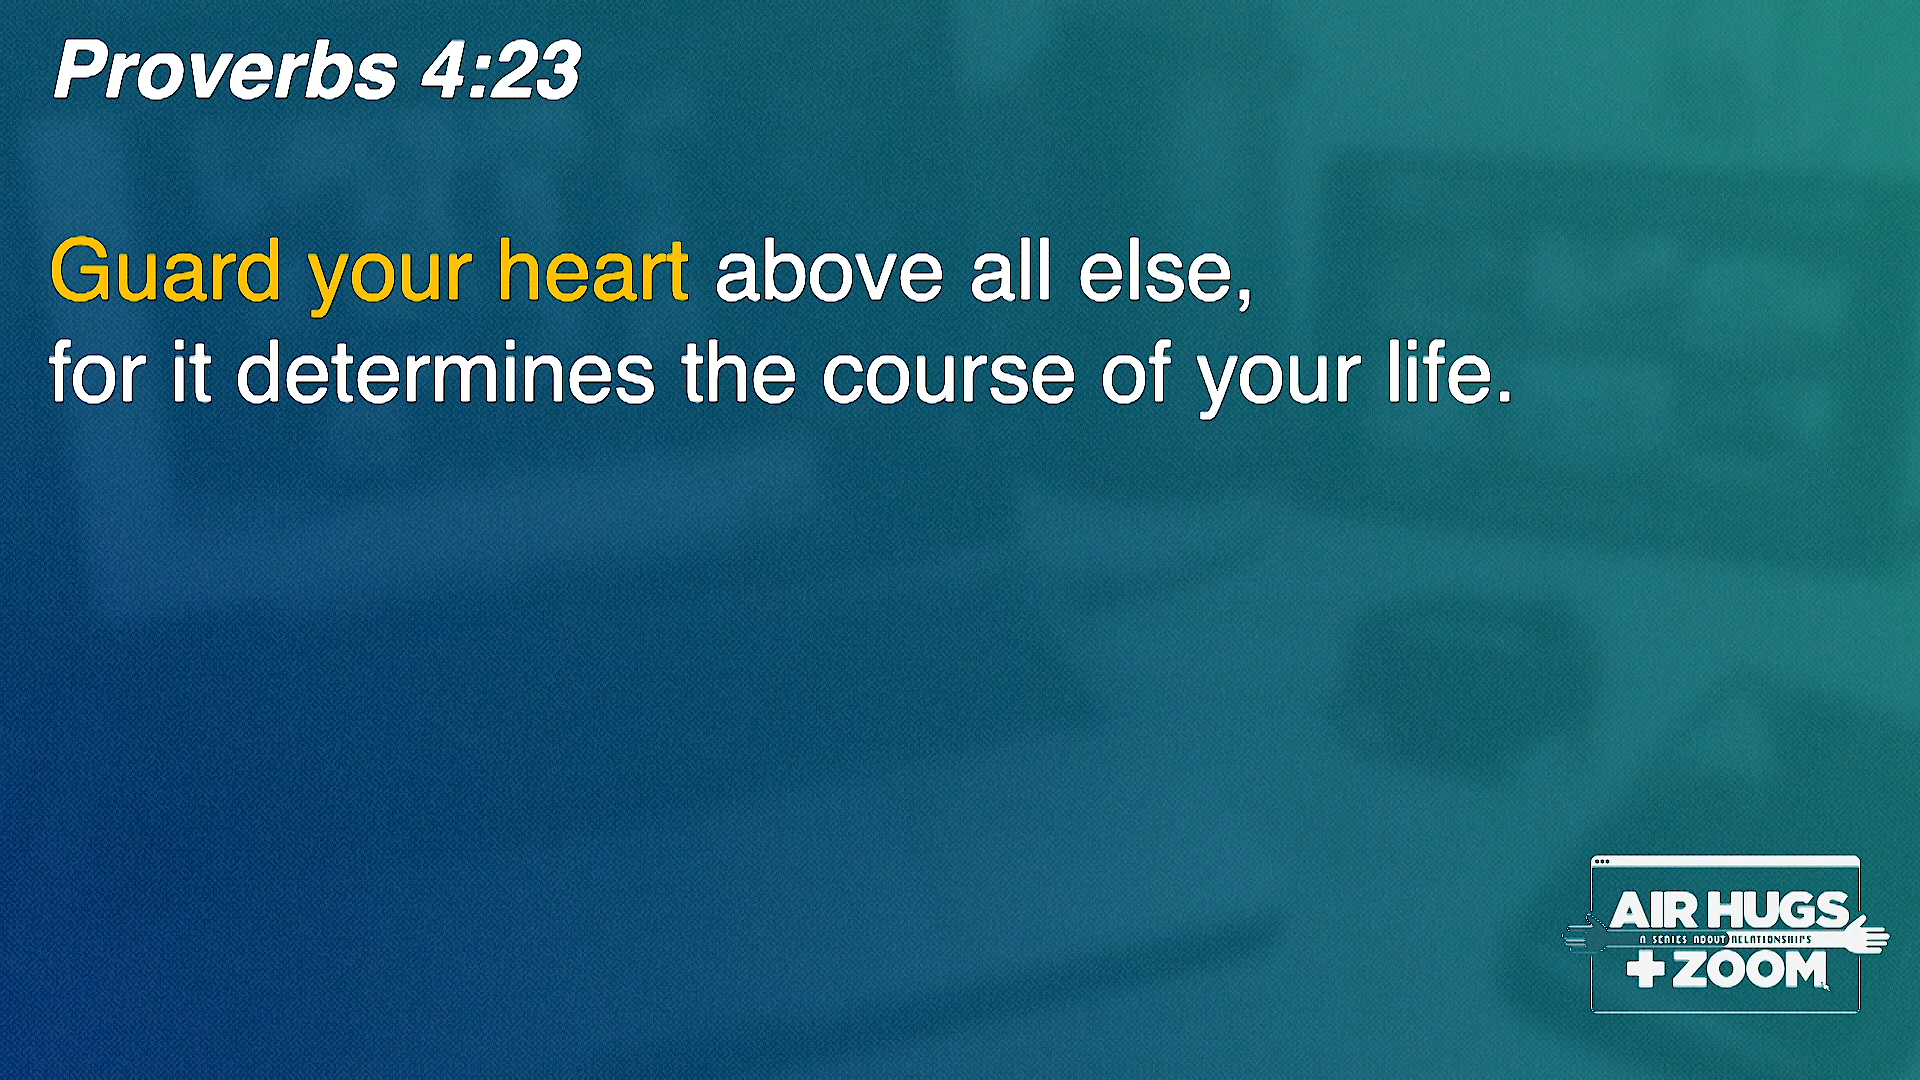 Proverbs 4:23
Guard your heart above all else,
for it determines the course of your life.
AIR HUGS
A SERIES ABOUT RELATIONSHIPS
+ ZOOM